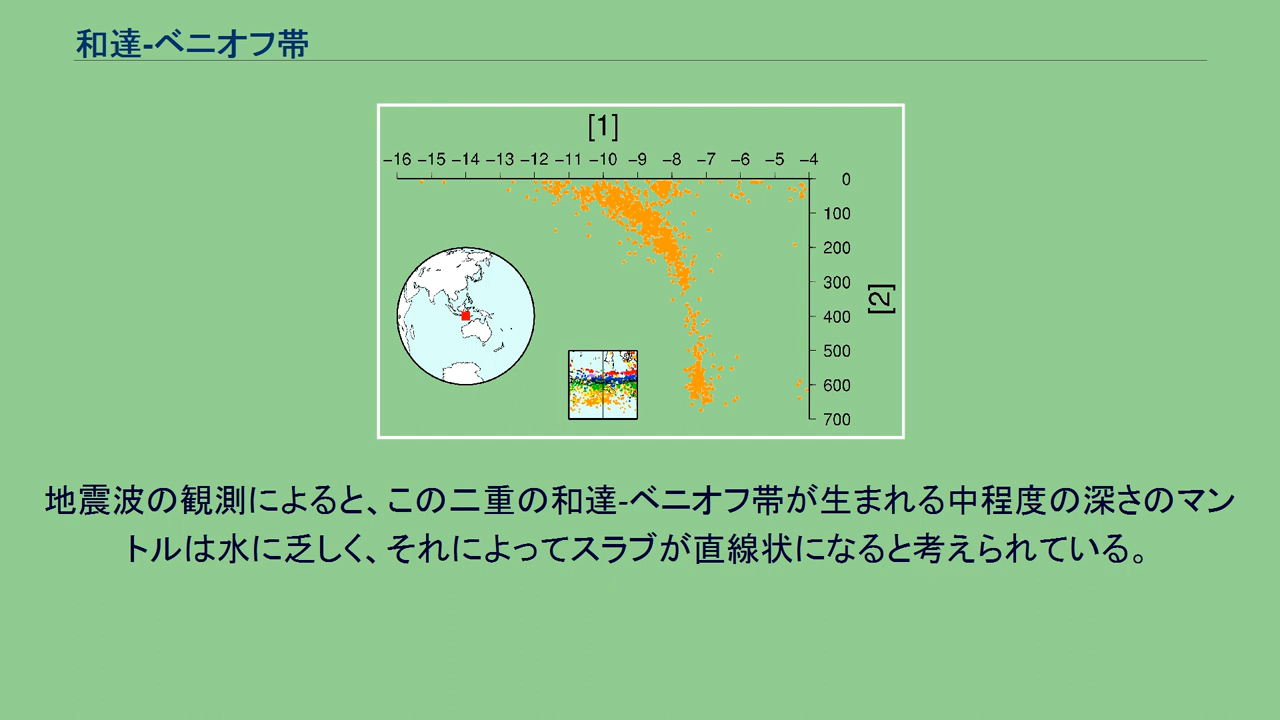 和達-ベニオフ帯
[1]
−16 −15 −14 −13 −12 −11 −10 −9 −8 −7 −6 −5 −4
0
100
200
300
400
500
600
700
[2]
地震波の観測によると、この二重の和達-ベニオフ帯が生まれる中程度の深さのマン
トルは水に乏しく、それによってスラブが直線状になると考えられている。